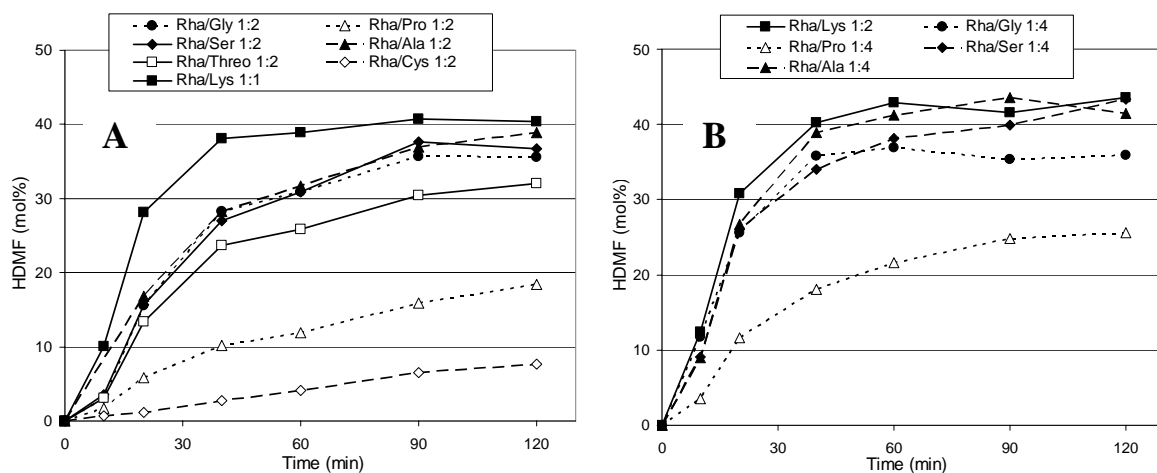 Rha/Gly 1:2 Rha/Pro 1:2
Rha/Ser 1:2 Rha/Ala 1:2
Rha/Threo 1:2 Rha/Cys 1:2
Rha/Lys 1:1
A
HDMF (mol%)
50
40
30
20
10
0
0 30 60 90 120
Time (min)
Rha/Lys 1:2 Rha/Gly 1:4
Rha/Pro 1:4 Rha/Ser 1:4
Rha/Ala 1:4
B
HDMF (mol%)
50
40
30
20
10
0
0 30 60 90 120
Time (min)